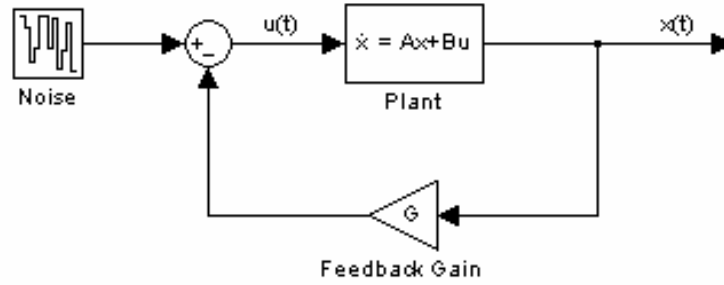 u(t)
x(t)
+
−
ẋ = Ax+Bu
Noise
Plant
G
Feedback Gain